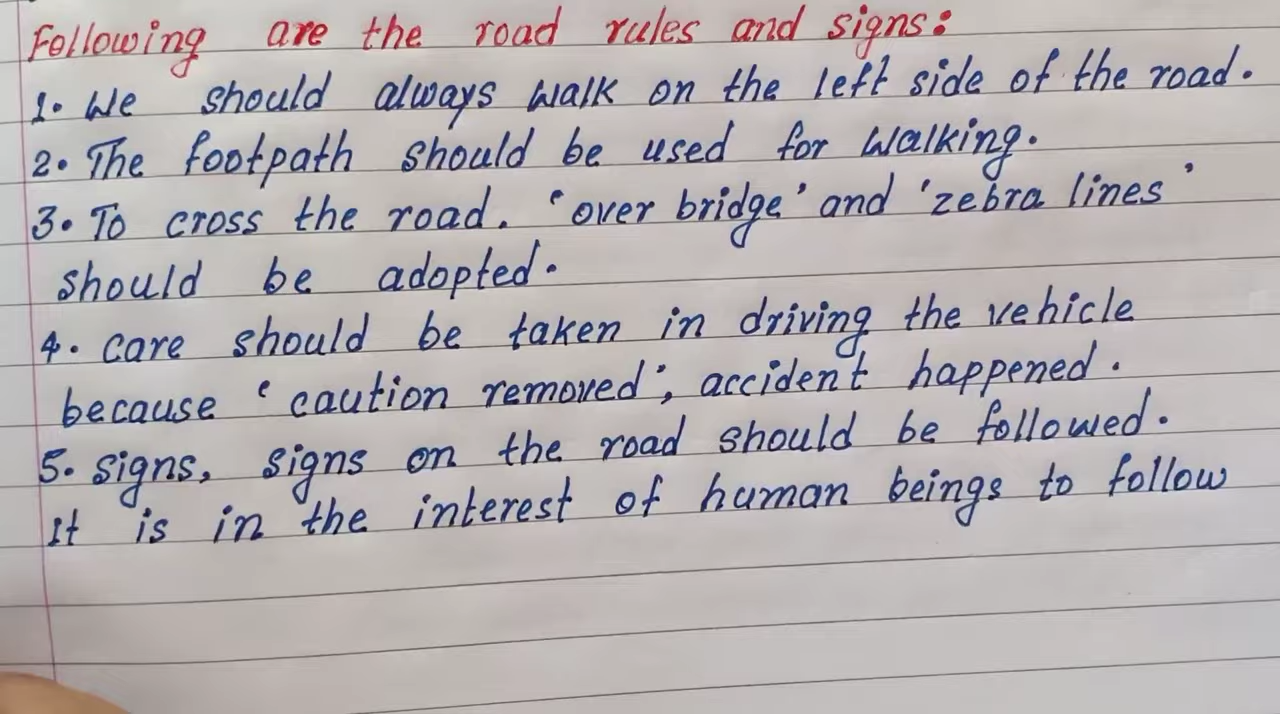 Following are the road rules and signs:
1. We should always walk on the left side of the road.
2. The footpath should be used for walking.
3. To cross the road. 'over bridge' and 'zebra lines'
should be adopted.
4. care should be taken in driving the vehicle
because 'caution removed', accident happened.
5. signs, signs on the road should be followed.
It is in the interest of human beings to follow